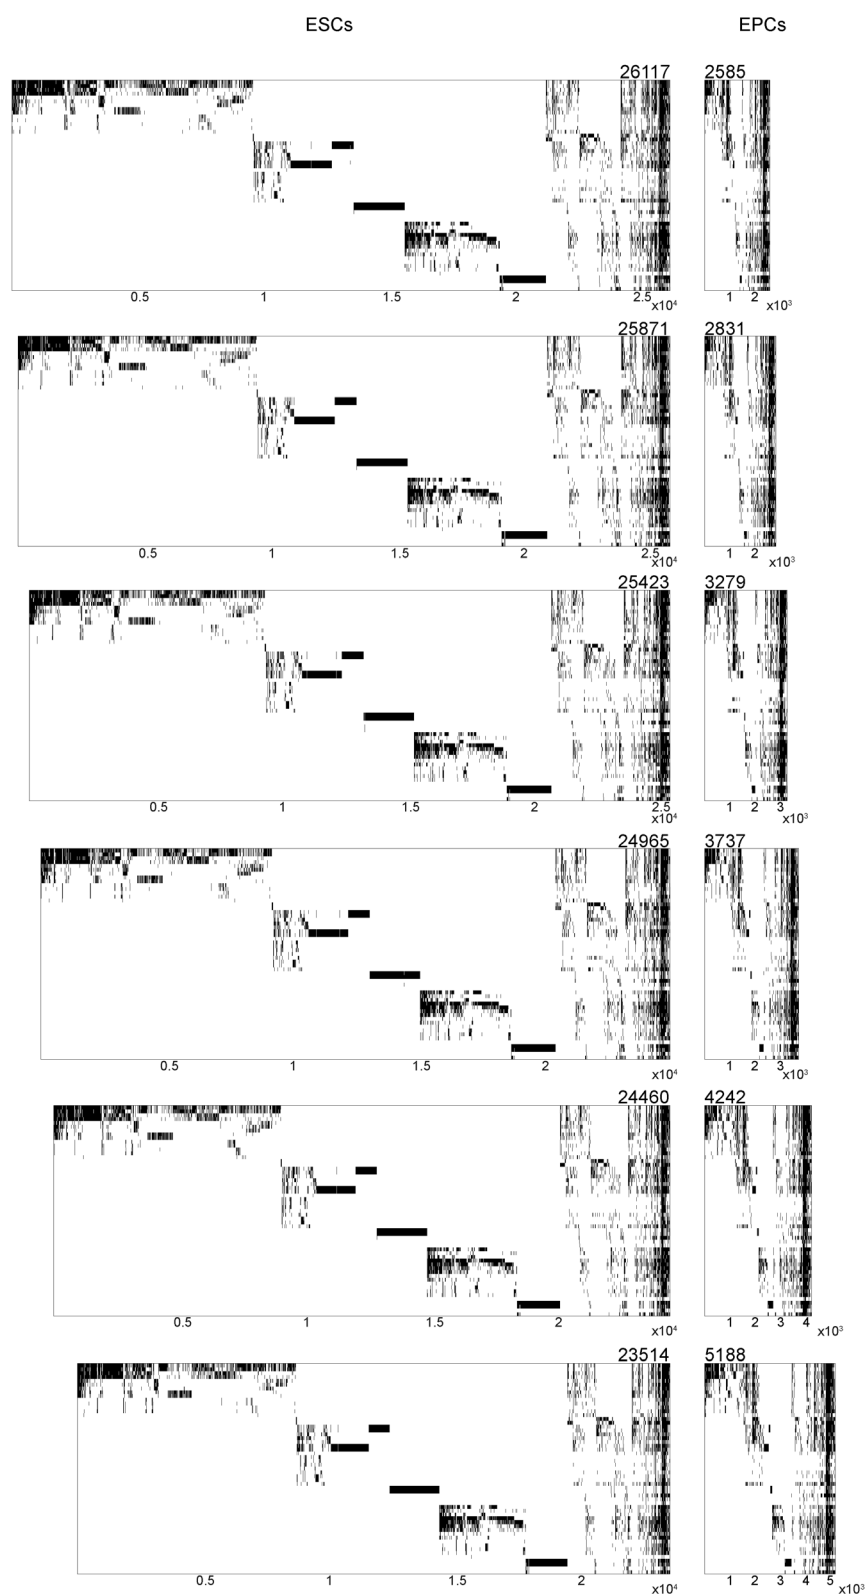 ESCs EPCs
26117 2585
0.5 1 1.5 2 2.5 x10⁴ 1 2 x10³
25871 2831
0.5 1 1.5 2 2.5 x10⁴ 1 2 x10³
25423 3279
0.5 1 1.5 2 2.5 x10⁴ 1 2 3 x10³
24965 3737
0.5 1 1.5 2 x10⁴ 1 2 3 x10³
24460 4242
0.5 1 1.5 2 x10⁴ 1 2 3 4 x10³
23514 5188
0.5 1 1.5 2 x10⁴ 1 2 3 4 5 x10³